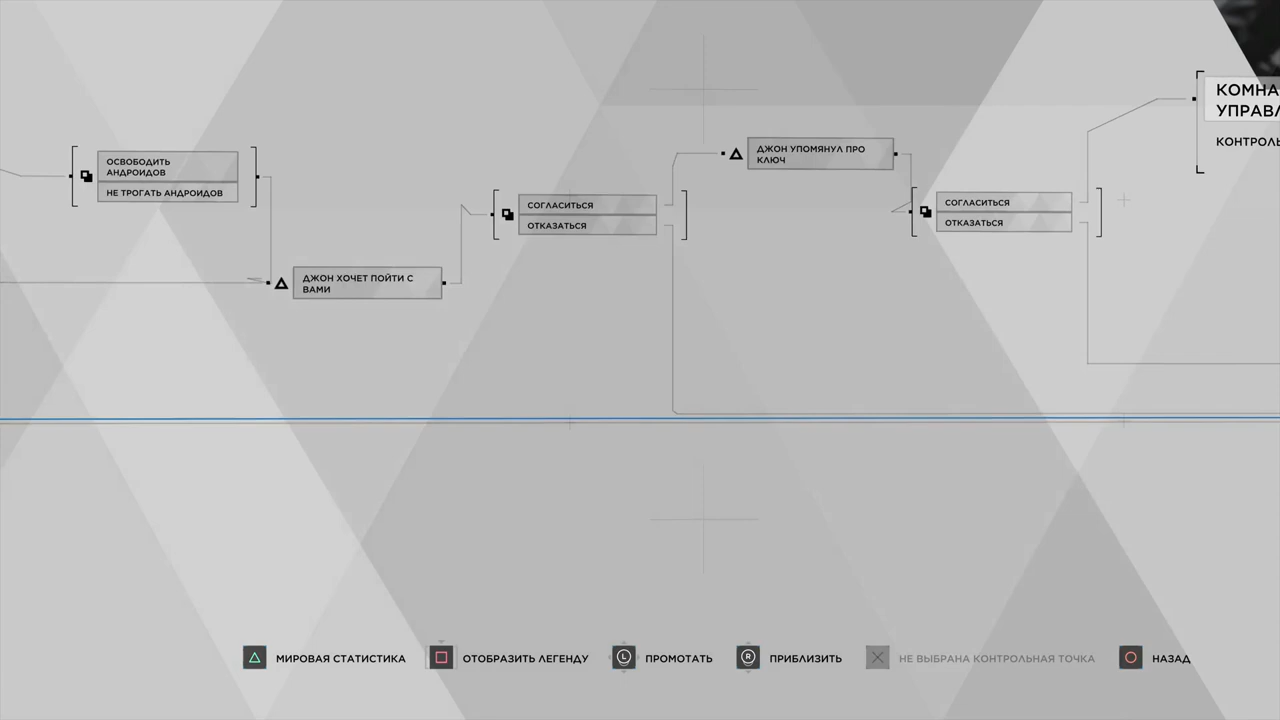 ОСВОБОДИТЬ
АНДРОИДОВ
НЕ ТРОГАТЬ АНДРОИДОВ
ДЖОН ХОЧЕТ ПОЙТИ С
ВАМИ
СОГЛАСИТЬСЯ
ОТКАЗАТЬСЯ
ДЖОН УПОМЯНУЛ ПРО
КЛЮЧ
СОГЛАСИТЬСЯ
ОТКАЗАТЬСЯ
КОМНА
УПРАВЛ
КОНТРОЛЬ
МИРОВАЯ СТАТИСТИКА
ОТОБРАЗИТЬ ЛЕГЕНДУ
L ПРОМОТАТЬ
R ПРИБЛИЗИТЬ
НЕ ВЫБРАНА КОНТРОЛЬНАЯ ТОЧКА
НАЗАД